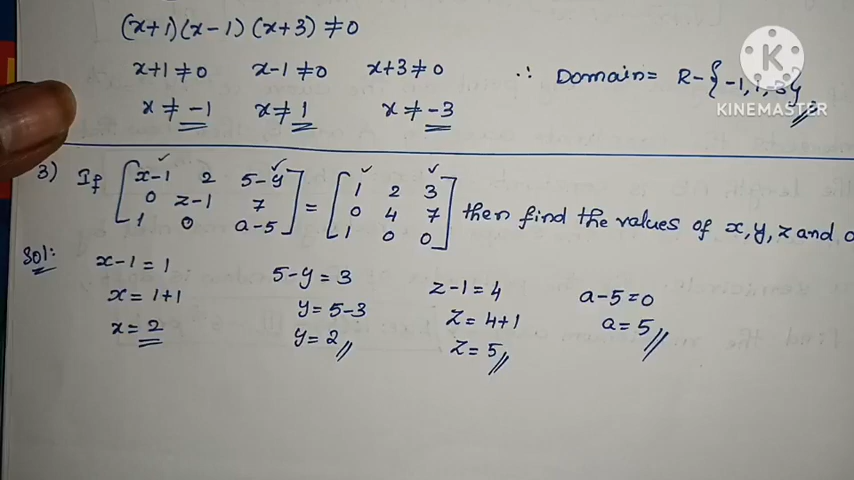 (x+1)(x-1)(x+3) ≠ 0
x+1 ≠ 0 x-1 ≠ 0 x+3 ≠ 0 ∴ Domain = R-{-1,1,3}
x ≠ -1 x ≠ 1 x ≠ -3
KINEMASTER
3) If [x-1 2 5-y = [1 2 3
0 z-1 7 0 4 7
1 0 a-5] 1 0 0] then find the values of x,y,z and a
Sol:
x-1 = 1 5-y = 3 z-1 = 4 a-5 = 0
x = 1+1 y = 5-3 z = 4+1 a = 5
x = 2 y = 2 z = 5